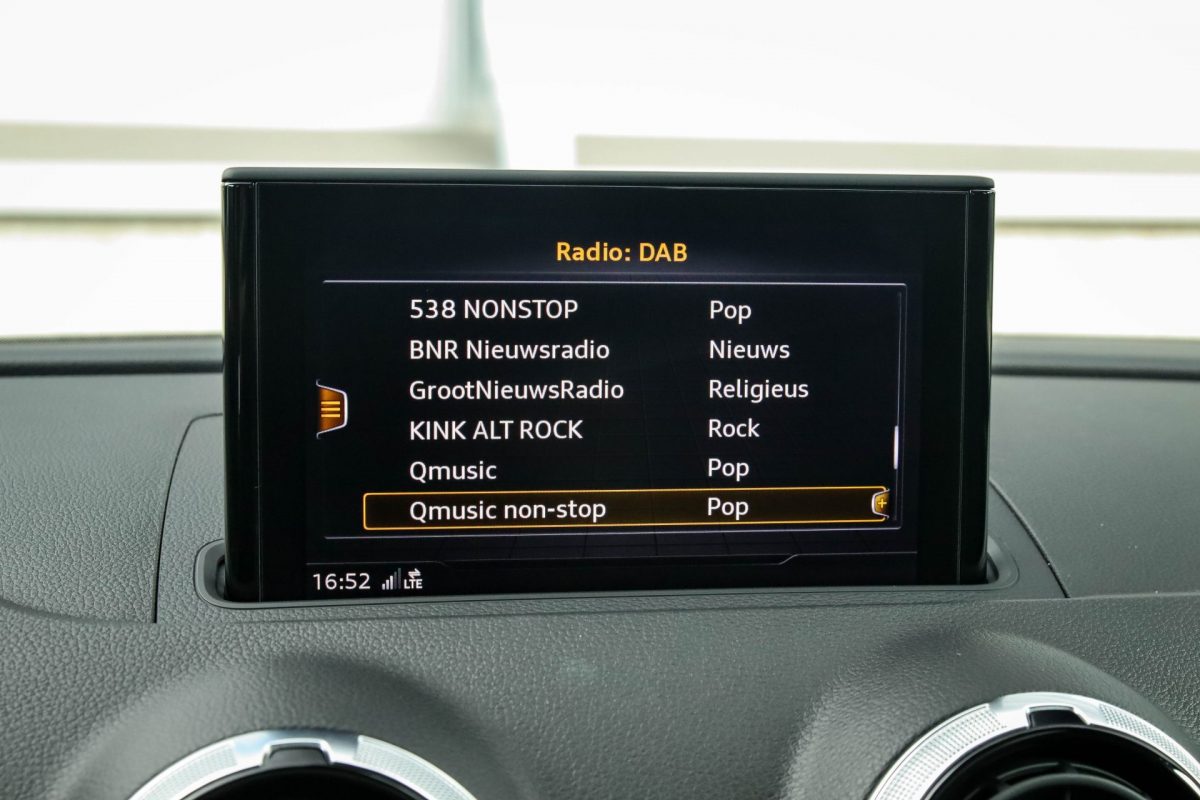 Radio: DAB
538 NONSTOP Pop
BNR Nieuwsradio Nieuws
GrootNieuwsRadio Religieus
KINK ALT ROCK Rock
Qmusic Pop
Qmusic non-stop Pop
16:52 LTE